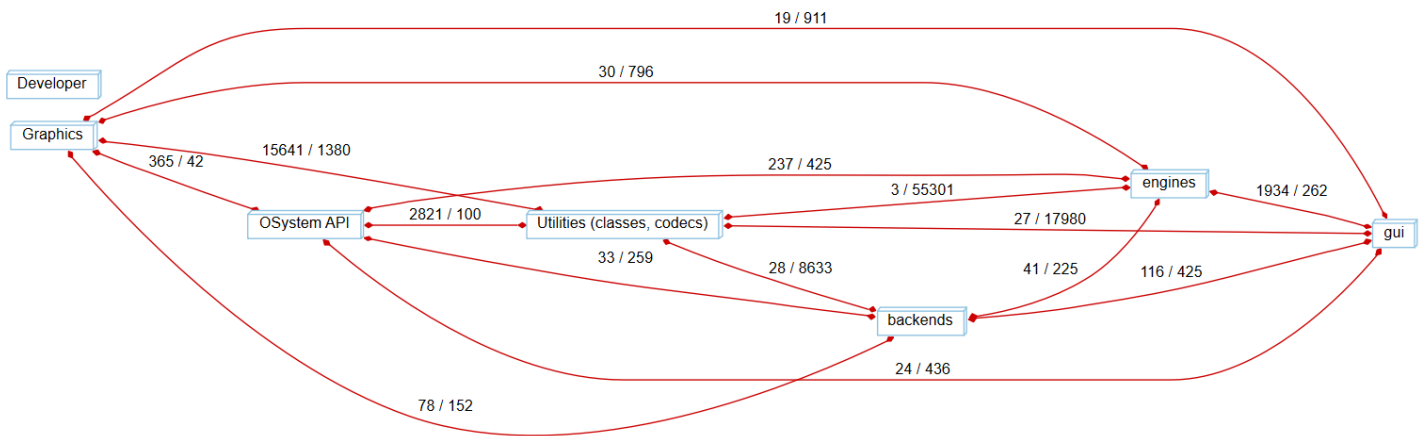 19 / 911
30 / 796
Developer
Graphics
15641 / 1380
365 / 42
237 / 425
engines
3 / 55301
1934 / 262
2821 / 100
OSystem API
Utilities (classes, codecs)
27 / 17980
gui
33 / 259
28 / 8633
41 / 225
116 / 425
backends
24 / 436
78 / 152